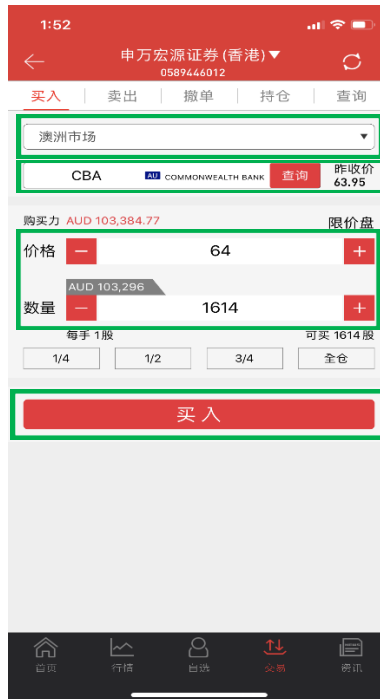 1:52
申万宏源证券(香港)▼
0589446012
买入 卖出 撤单 持仓 查询
澳洲市场
CBA AU COMMONWEALTH BANK 查询 昨收价 63.95
购买力 AUD 103,384.77 限价盘
价格 64
AUD 103,296
数量 1614
每手 1股 可买 1614 股
1/4 1/2 3/4 全仓
买入
首页 行情 自选 交易 资讯